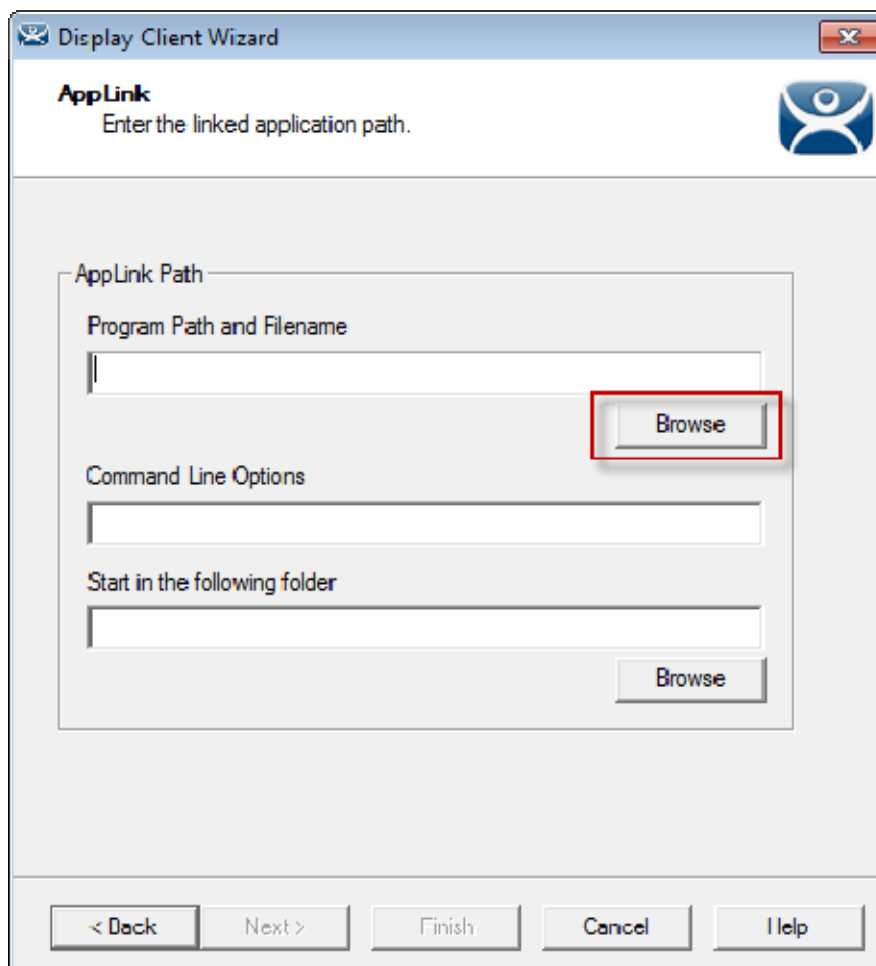 Display Client Wizard
AppLink
Enter the linked application path.
AppLink Path
Program Path and Filename
Browse
Command Line Options
Start in the following folder
Browse
< Back Next > Finish Cancel Help